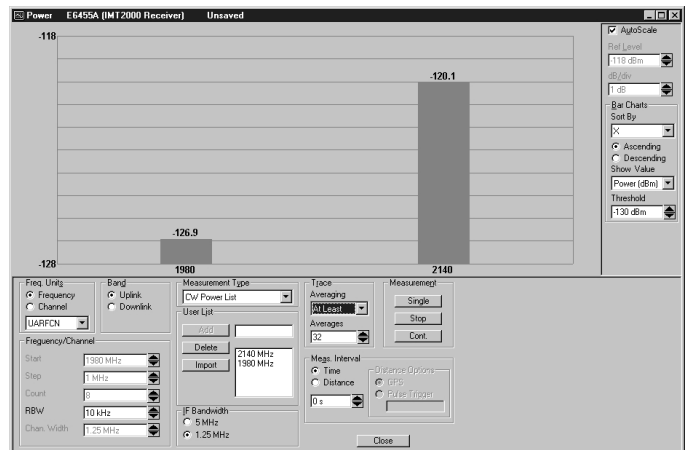 Power E6455A (IMT2000 Receiver) Unsaved
-118
-120.1
-126.9
-128
1980 2140
AutoScale
Ref Level
-118 dBm
dB/div
1 dB
Bar Charts
Sort By
X
Ascending
Descending
Show Value
Power (dBm)
Threshold
-130 dBm
Freq. Units
Frequency
Channel
UARFCN
Band
Uplink
Downlink
Frequency/Channel
Start 1980 MHz
Step 1 MHz
Count 8
RBW 10 kHz
Chan. Width 1.25 MHz
Measurement Type
CW Power List
User List
Add
Delete
Import
2140 MHz
1980 MHz
IF Bandwidth
5 MHz
1.25 MHz
Trace
Averaging
At Least
Averages
32
Measurement
Single
Stop
Cont.
Meas. Interval
Time
Distance
0 s
Distance Options
GPS
Pulse Trigger
Close